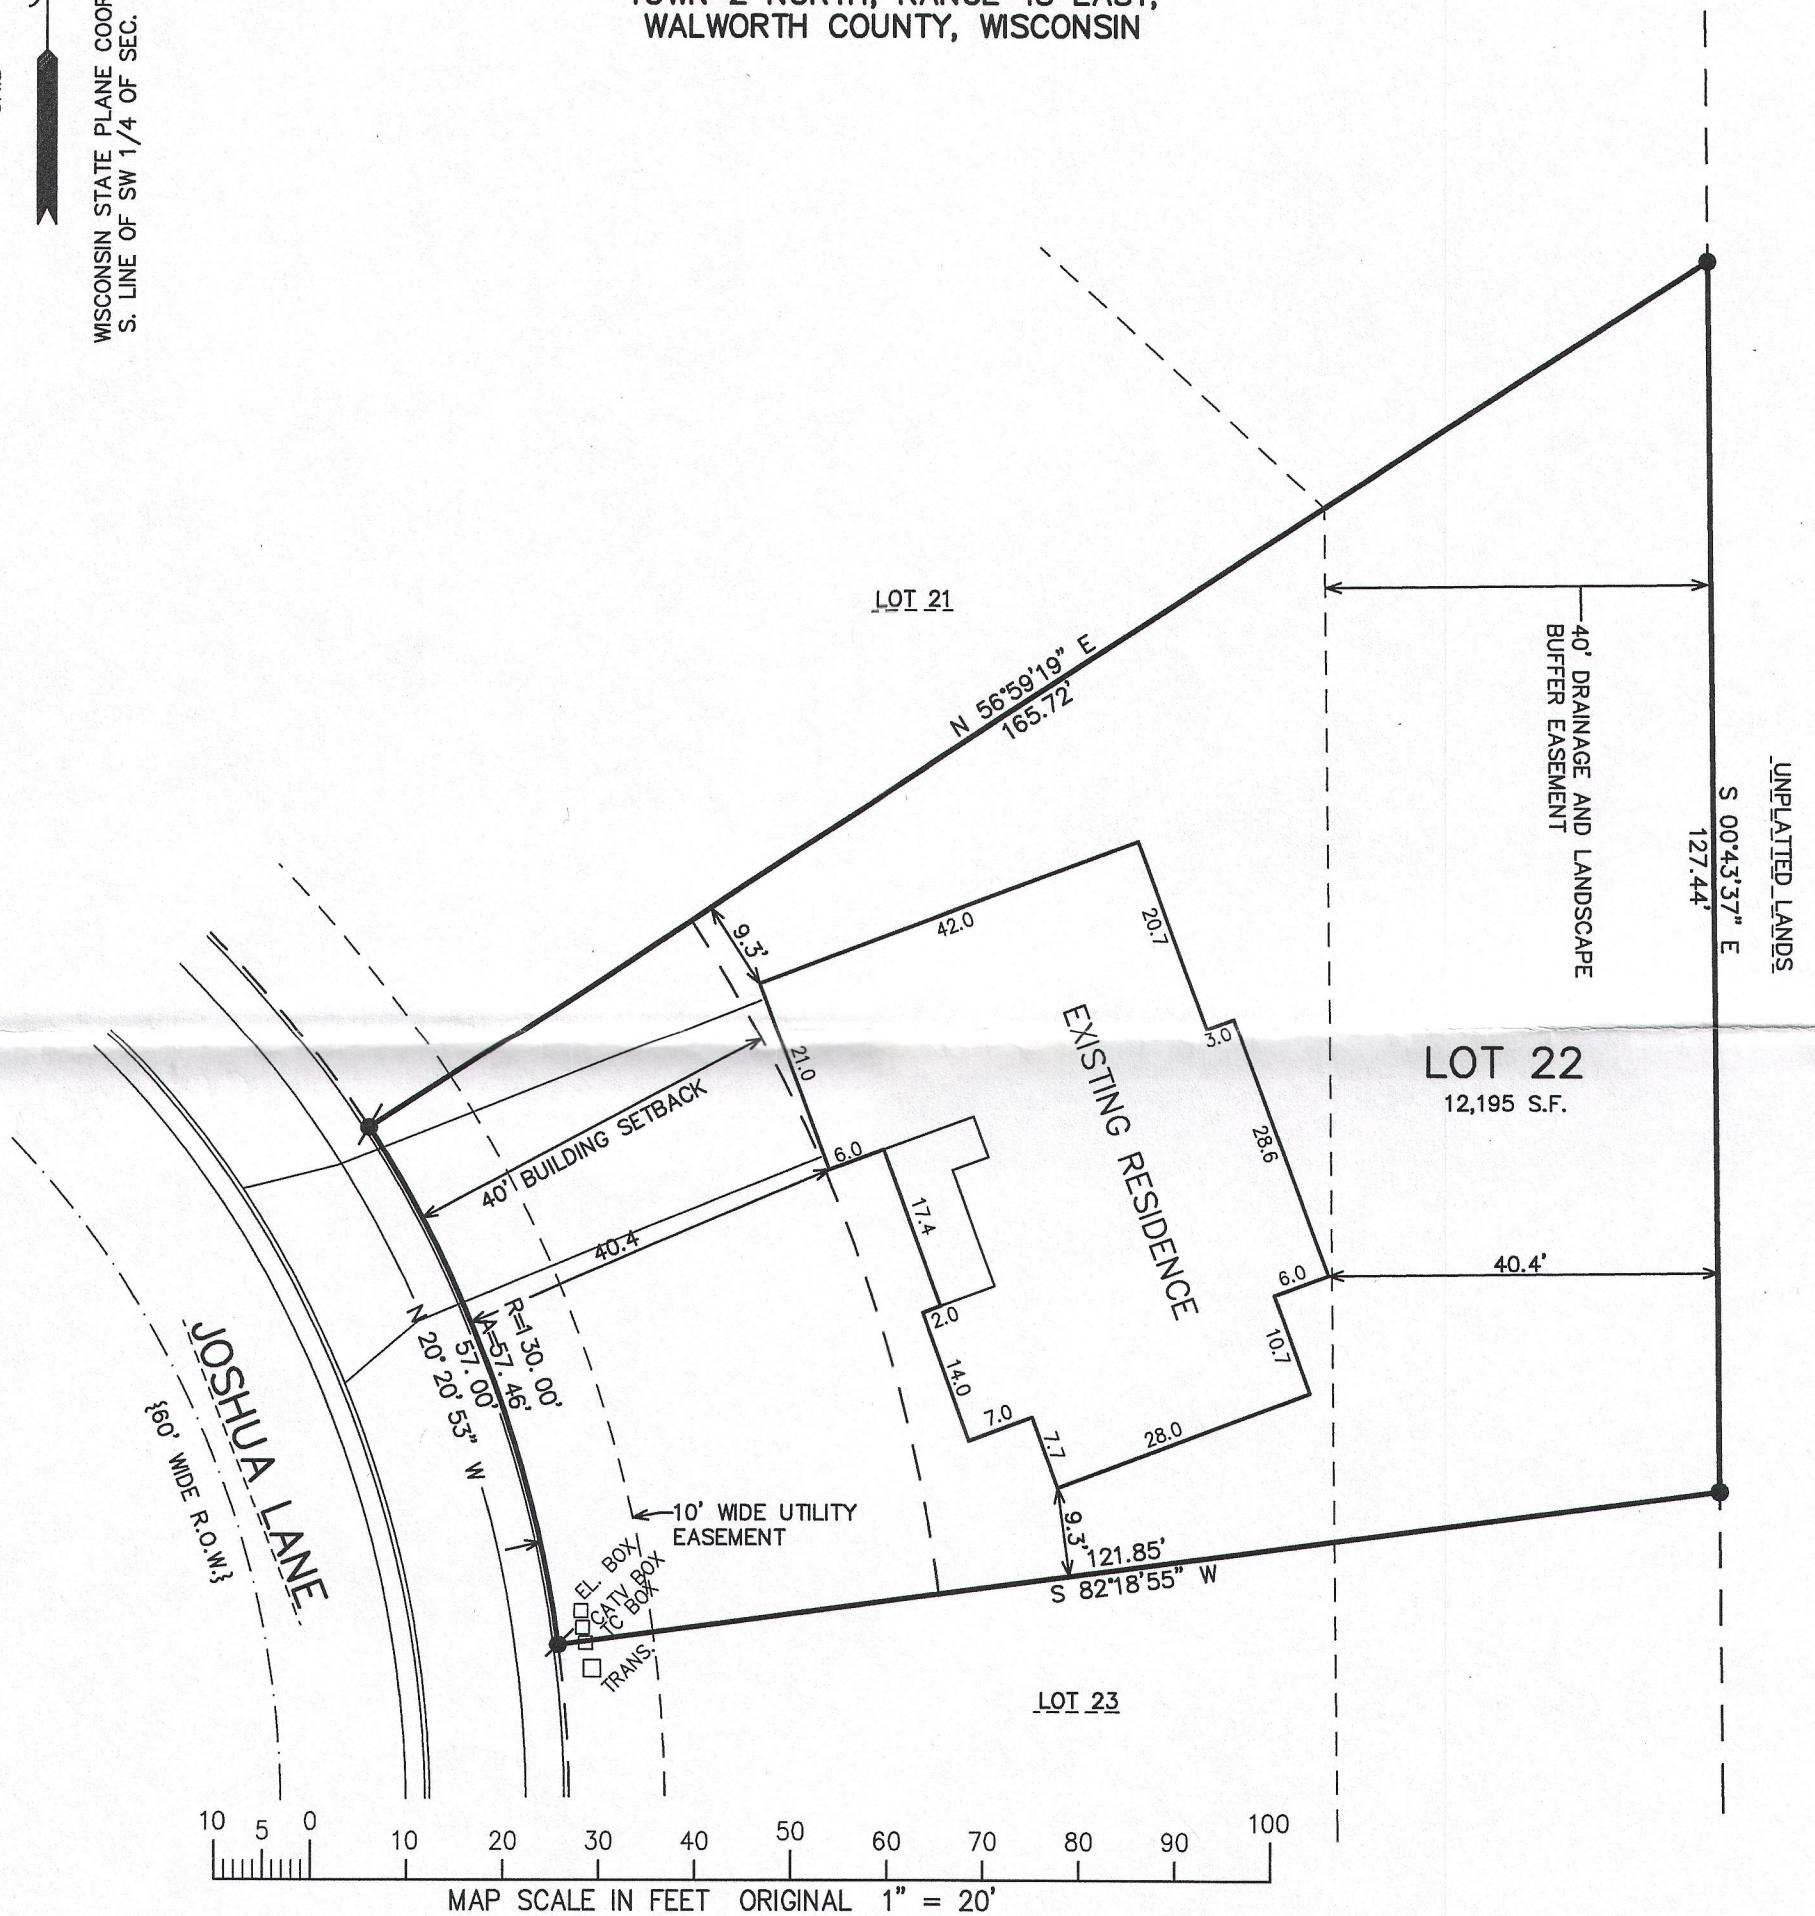 WALWORTH COUNTY, WISCONSIN
WISCONSIN STATE PLANE
S. LINE OF SW 1/4 OF SEC.
LOT 21
N 56°59'19" E
165.72'
40' DRAINAGE AND LANDSCAPE
BUFFER EASEMENT
UNPLATTED LANDS
S 00°43'37" E
127.44'
9.3'
42.0
20.7
3.0
21.0
EXISTING RESIDENCE
LOT 22
12,195 S.F.
40' BUILDING SETBACK
6.0
28.6
17.4
40.4
6.0
40.4'
2.0
10.7
14.0
7.0
7.7
28.0
R=130.00'
A=57.46'
57.00'
N 20°20'53" W
JOSHUA LANE
{60' WIDE R.O.W.}
10' WIDE UTILITY
EASEMENT
9.3'
121.85'
S 82°18'55" W
EL. BOX
CATV BOX
TC BOX
TRANS.
LOT 23
10 5 0 10 20 30 40 50 60 70 80 90 100
MAP SCALE IN FEET ORIGINAL 1" = 20'